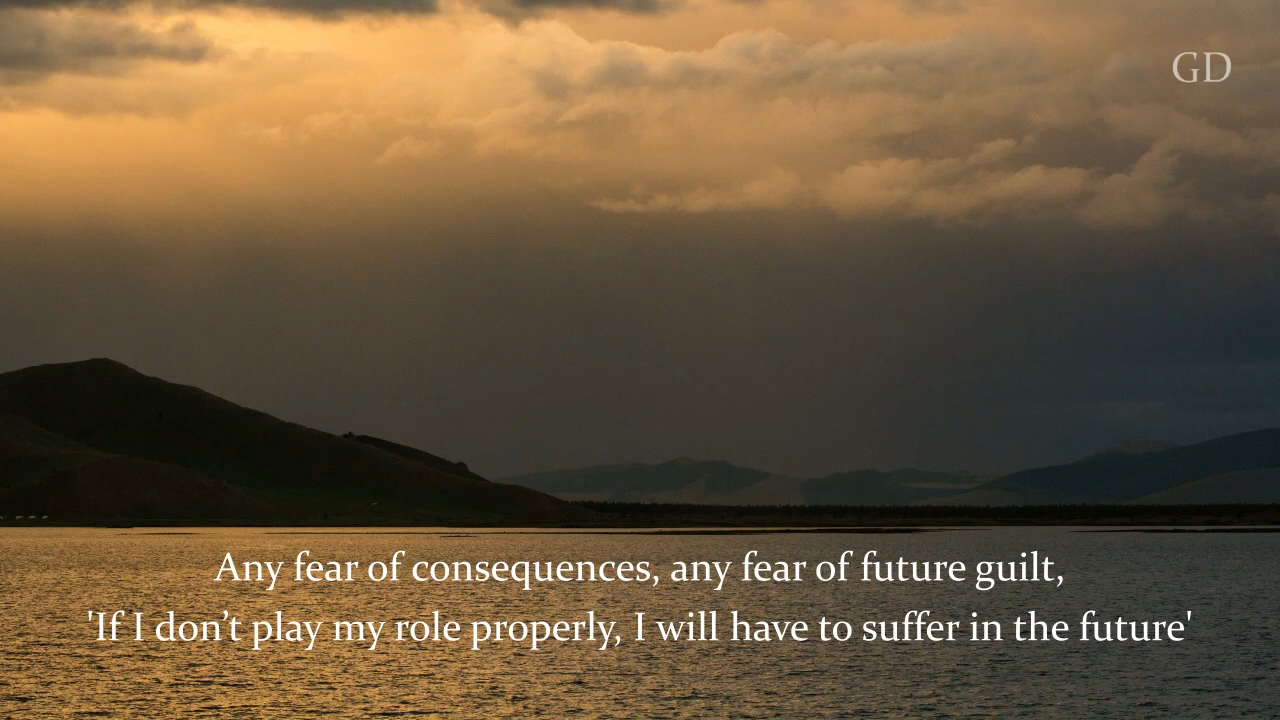 GD
Any fear of consequences, any fear of future guilt,
'If I don’t play my role properly, I will have to suffer in the future'